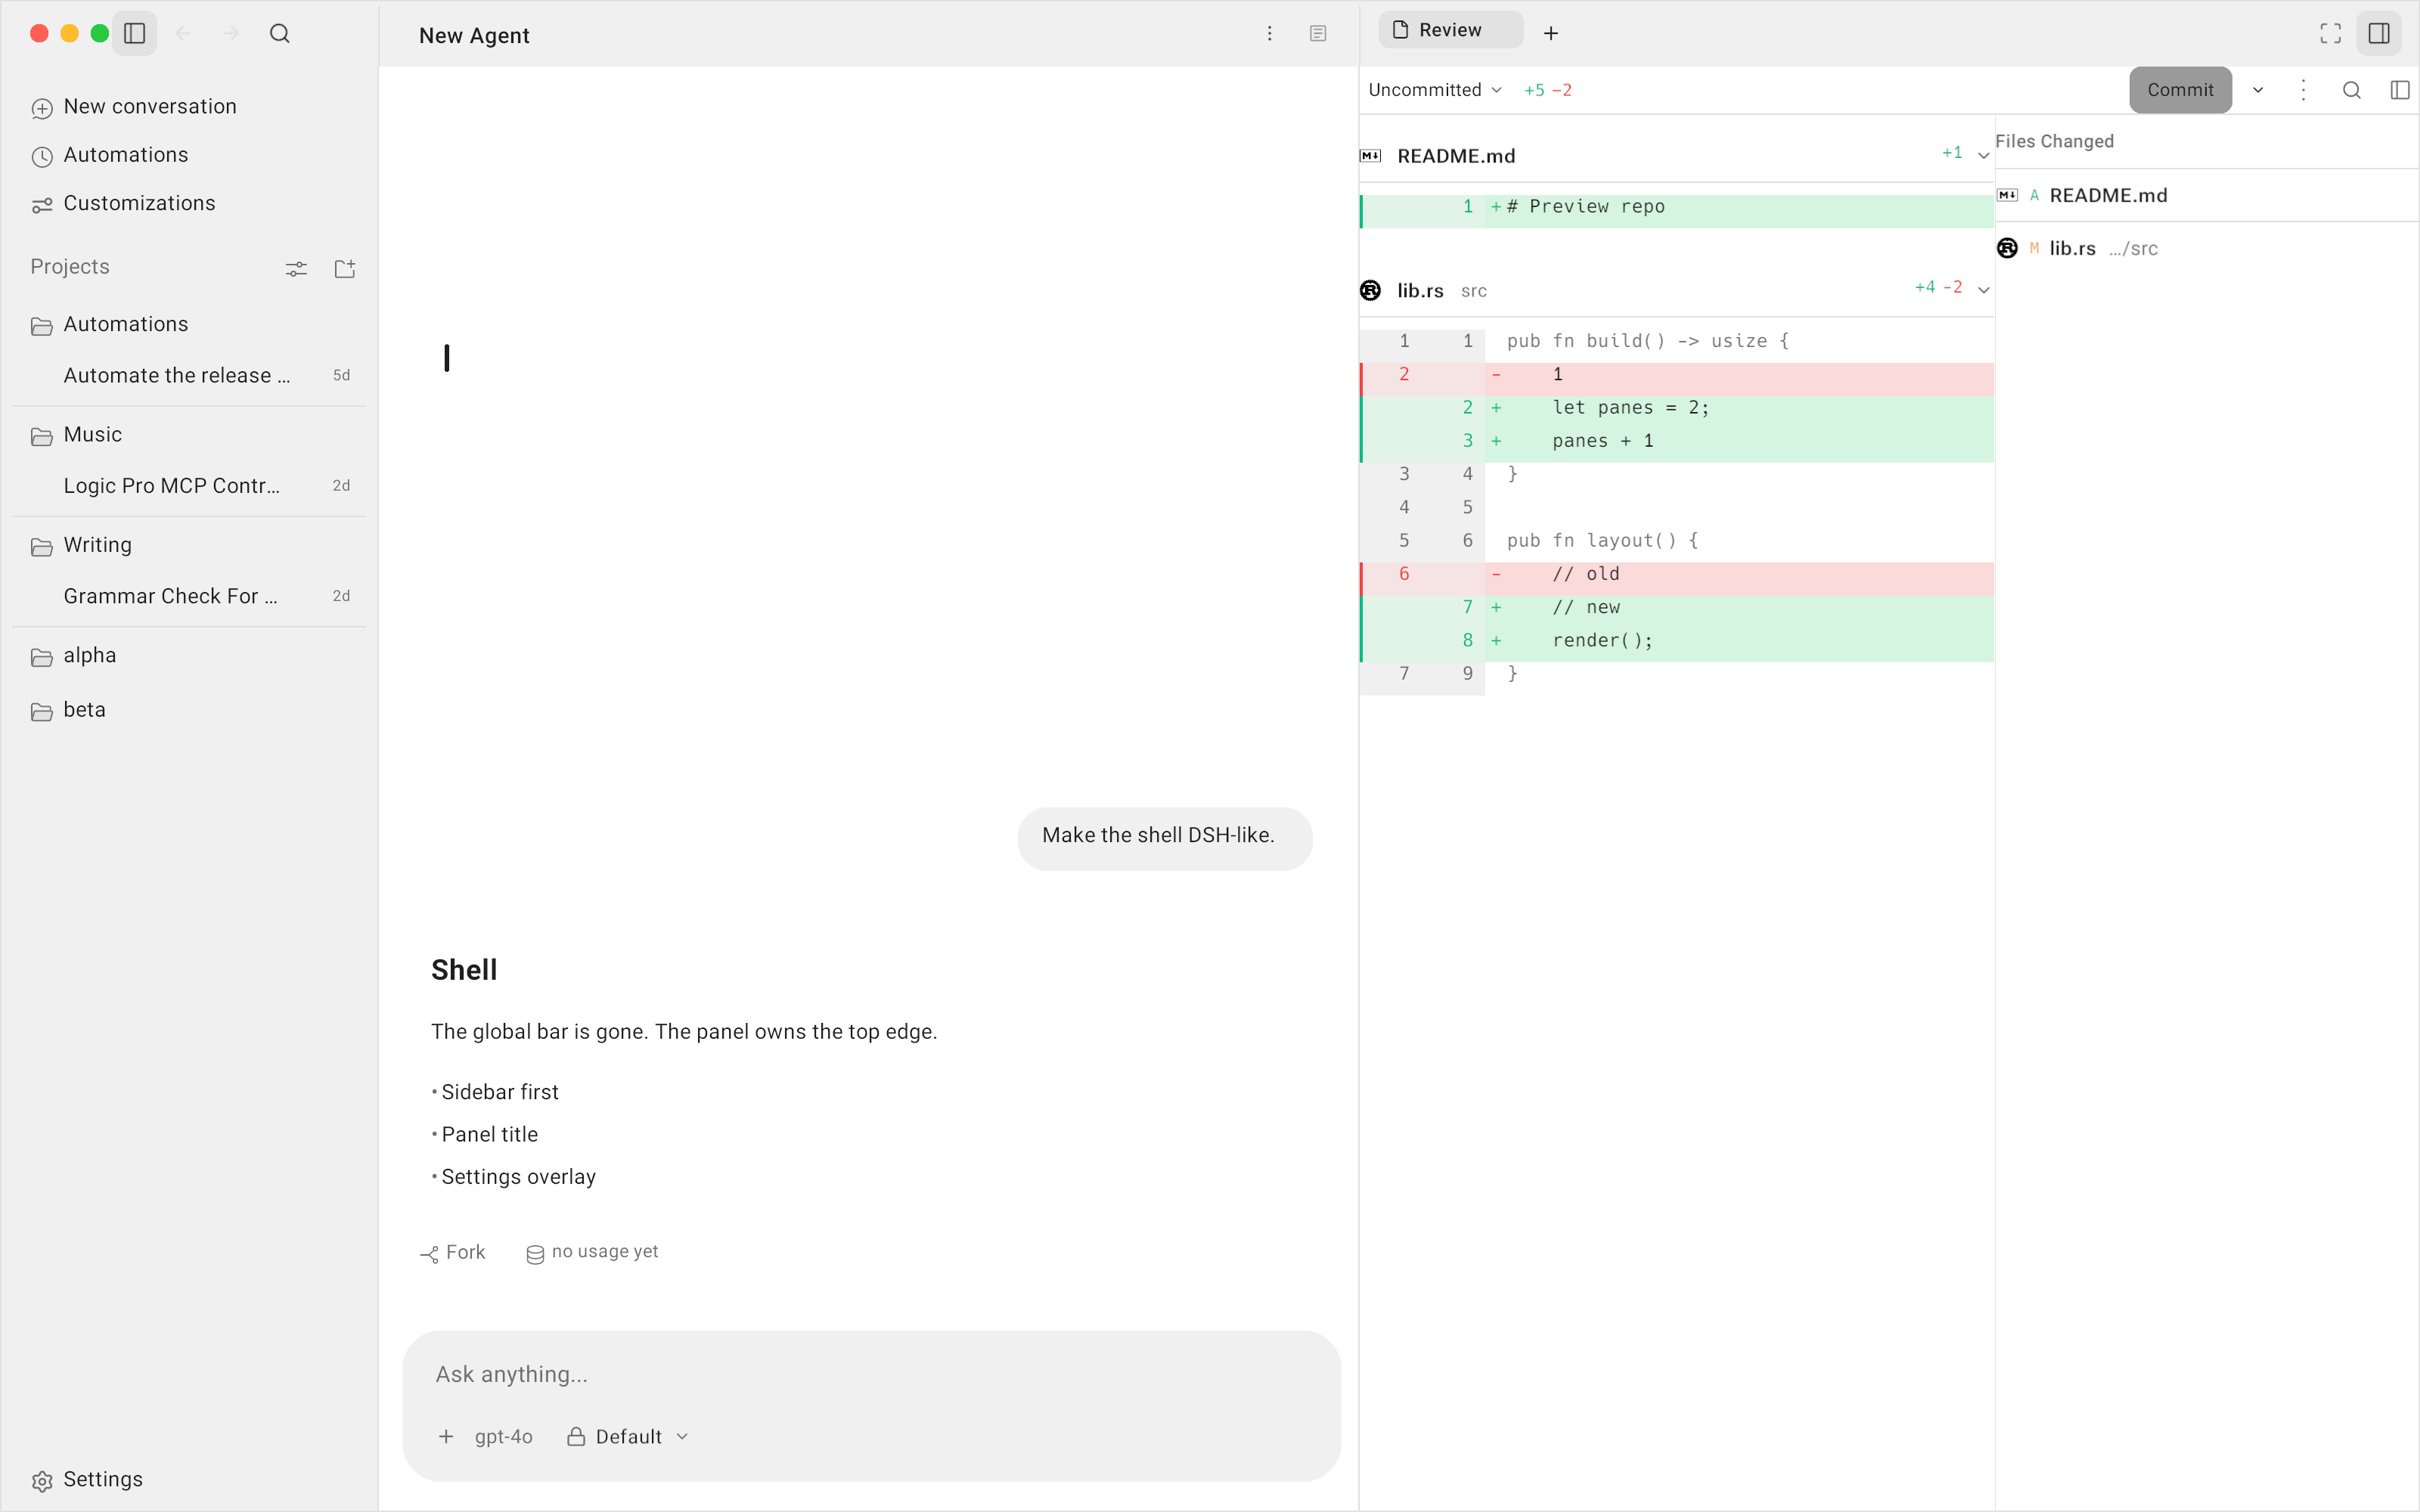 New Agent
Review
New conversation
Automations
Customizations
Projects
Automations
Automate the release ... 5d
Music
Logic Pro MCP Contr... 2d
Writing
Grammar Check For ... 2d
alpha
beta
Settings
Make the shell DSH-like.
Shell
The global bar is gone. The panel owns the top edge.
• Sidebar first
• Panel title
• Settings overlay
Fork no usage yet
Ask anything...
+ gpt-4o Default
Uncommitted +5 −2 Commit
README.md +1
1 + # Preview repo
lib.rs src +4 −2
1 1 pub fn build() -> usize {
2 - 1
2 + let panes = 2;
3 + panes + 1
3 4 }
4 5
5 6 pub fn layout() {
6 - // old
7 + // new
8 + render();
7 9 }
Files Changed
M↓ A README.md
R M lib.rs .../src